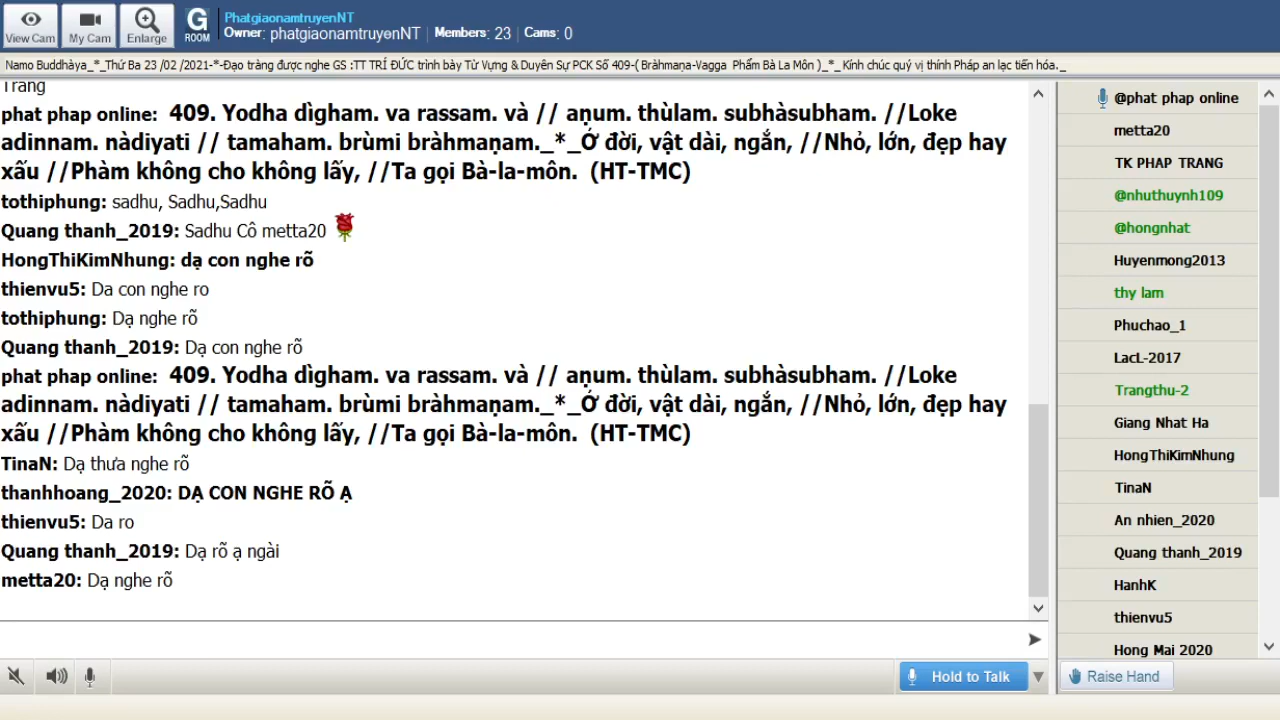 View Cam
My Cam
Enlarge
G
ROOM
PhatgiaonamtruyenNT
Owner: phatgiaonamtruyenNT | Members: 23 | Cams: 0
Namo Buddhàya_*_Thứ Ba 23 /02 /2021-*-Đạo tràng được nghe GS :TT TRÍ ĐỨC trình bày Từ Vựng & Duyên Sự PCK Số 409-( Bràhmaṇa-Vagga Phẩm Bà La Môn )_*_ Kính chúc quý vị thính Pháp an lạc tiến hóa._
Trang
phat pháp online: 409. Yodha dìgham. va rassam. và // aṇum. thùlam. subhàsubham. //Loke
adinnam. nàdiyati // tamaham. brùmi bràhmaṇam._*_Ở đời, vật dài, ngắn, //Nhỏ, lớn, đẹp hay
xấu //Phàm không cho không lấy, //Ta gọi Bà-la-môn. (HT-TMC)
tothiphung: sadhu, Sadhu,Sadhu
Quang thanh_2019: Sadhu Cô metta20
HongThiKimNhung: dạ con nghe rõ
thienvu5: Da con nghe ro
tothiphung: Dạ nghe rõ
Quang thanh_2019: Dạ con nghe rõ
phat phap online: 409. Yodha dìgham. va rassam. và // aṇum. thùlam. subhàsubham. //Loke
adinnam. nàdiyati // tamaham. brùmi bràhmaṇam._*_Ở đời, vật dài, ngắn, //Nhỏ, lớn, đẹp hay
xấu //Phàm không cho không lấy, //Ta gọi Bà-la-môn. (HT-TMC)
TinaN: Dạ thưa nghe rõ
thanhhoang_2020: DẠ CON NGHE RÕ Ạ
thienvu5: Da ro
Quang thanh_2019: Dạ rõ ạ ngài
metta20: Dạ nghe rõ
@phat phap online
metta20
TK PHAP TRANG
@nhuthuynh109
@hongnhat
Huyenmong2013
thy lam
Phuchao_1
LacL-2017
Trangthu-2
Giang Nhat Ha
HongThiKimNhung
TinaN
An nhien_2020
Quang thanh_2019
HanhK
thienvu5
Hong Mai 2020
Hold to Talk
Raise Hand